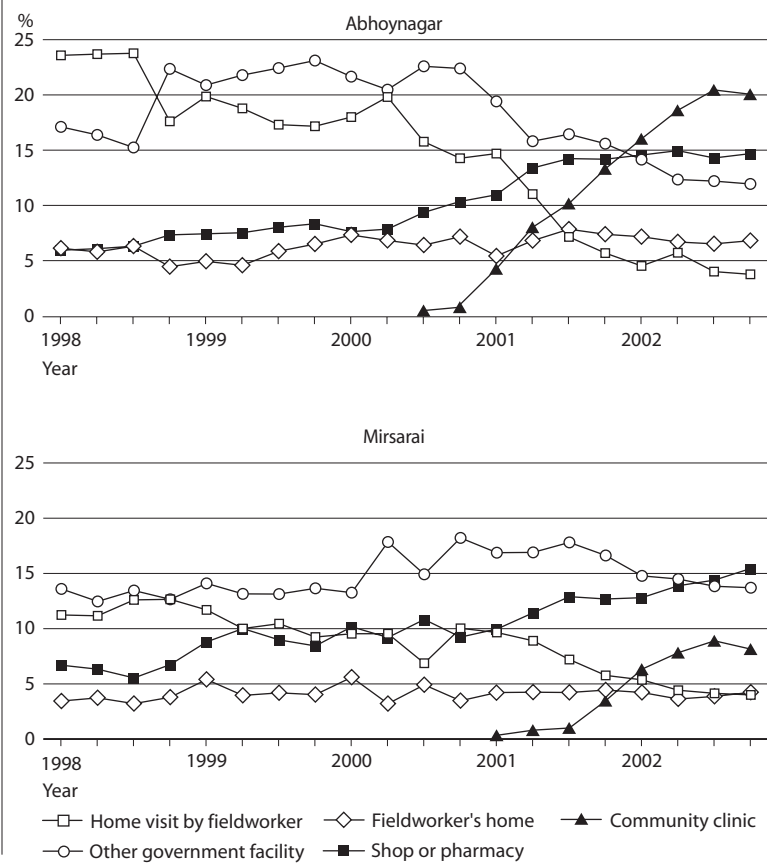 %
Abhoynagar
25
20
15
10
5
0
1998 1999 2000 2001 2002
Year
Mirsarai
25
20
15
10
5
0
1998 1999 2000 2001 2002
Year
Home visit by fieldworker Fieldworker's home Community clinic
Other government facility Shop or pharmacy